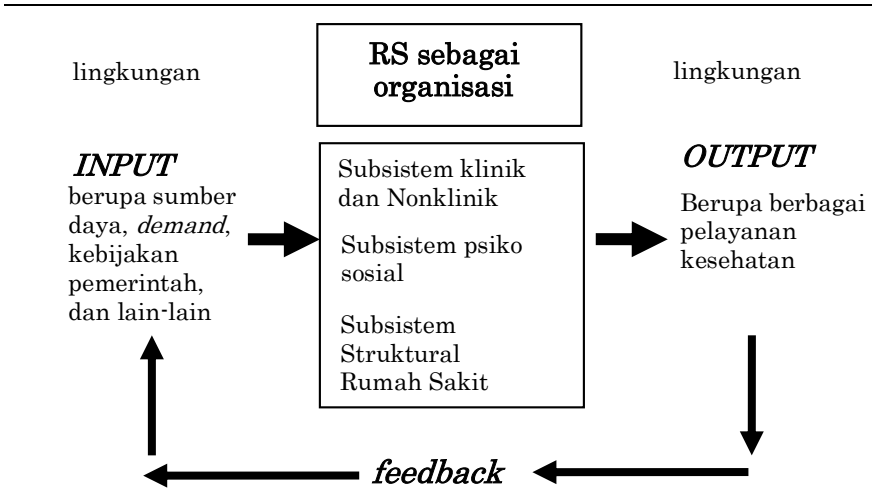 lingkungan
RS sebagai
organisasi
lingkungan
INPUT
berupa sumber
daya, demand,
kebijakan
pemerintah,
dan lain-lain
Subsistem klinik
dan Nonklinik
Subsistem psiko
sosial
Subsistem
Struktural
Rumah Sakit
OUTPUT
Berupa berbagai
pelayanan
kesehatan
feedback